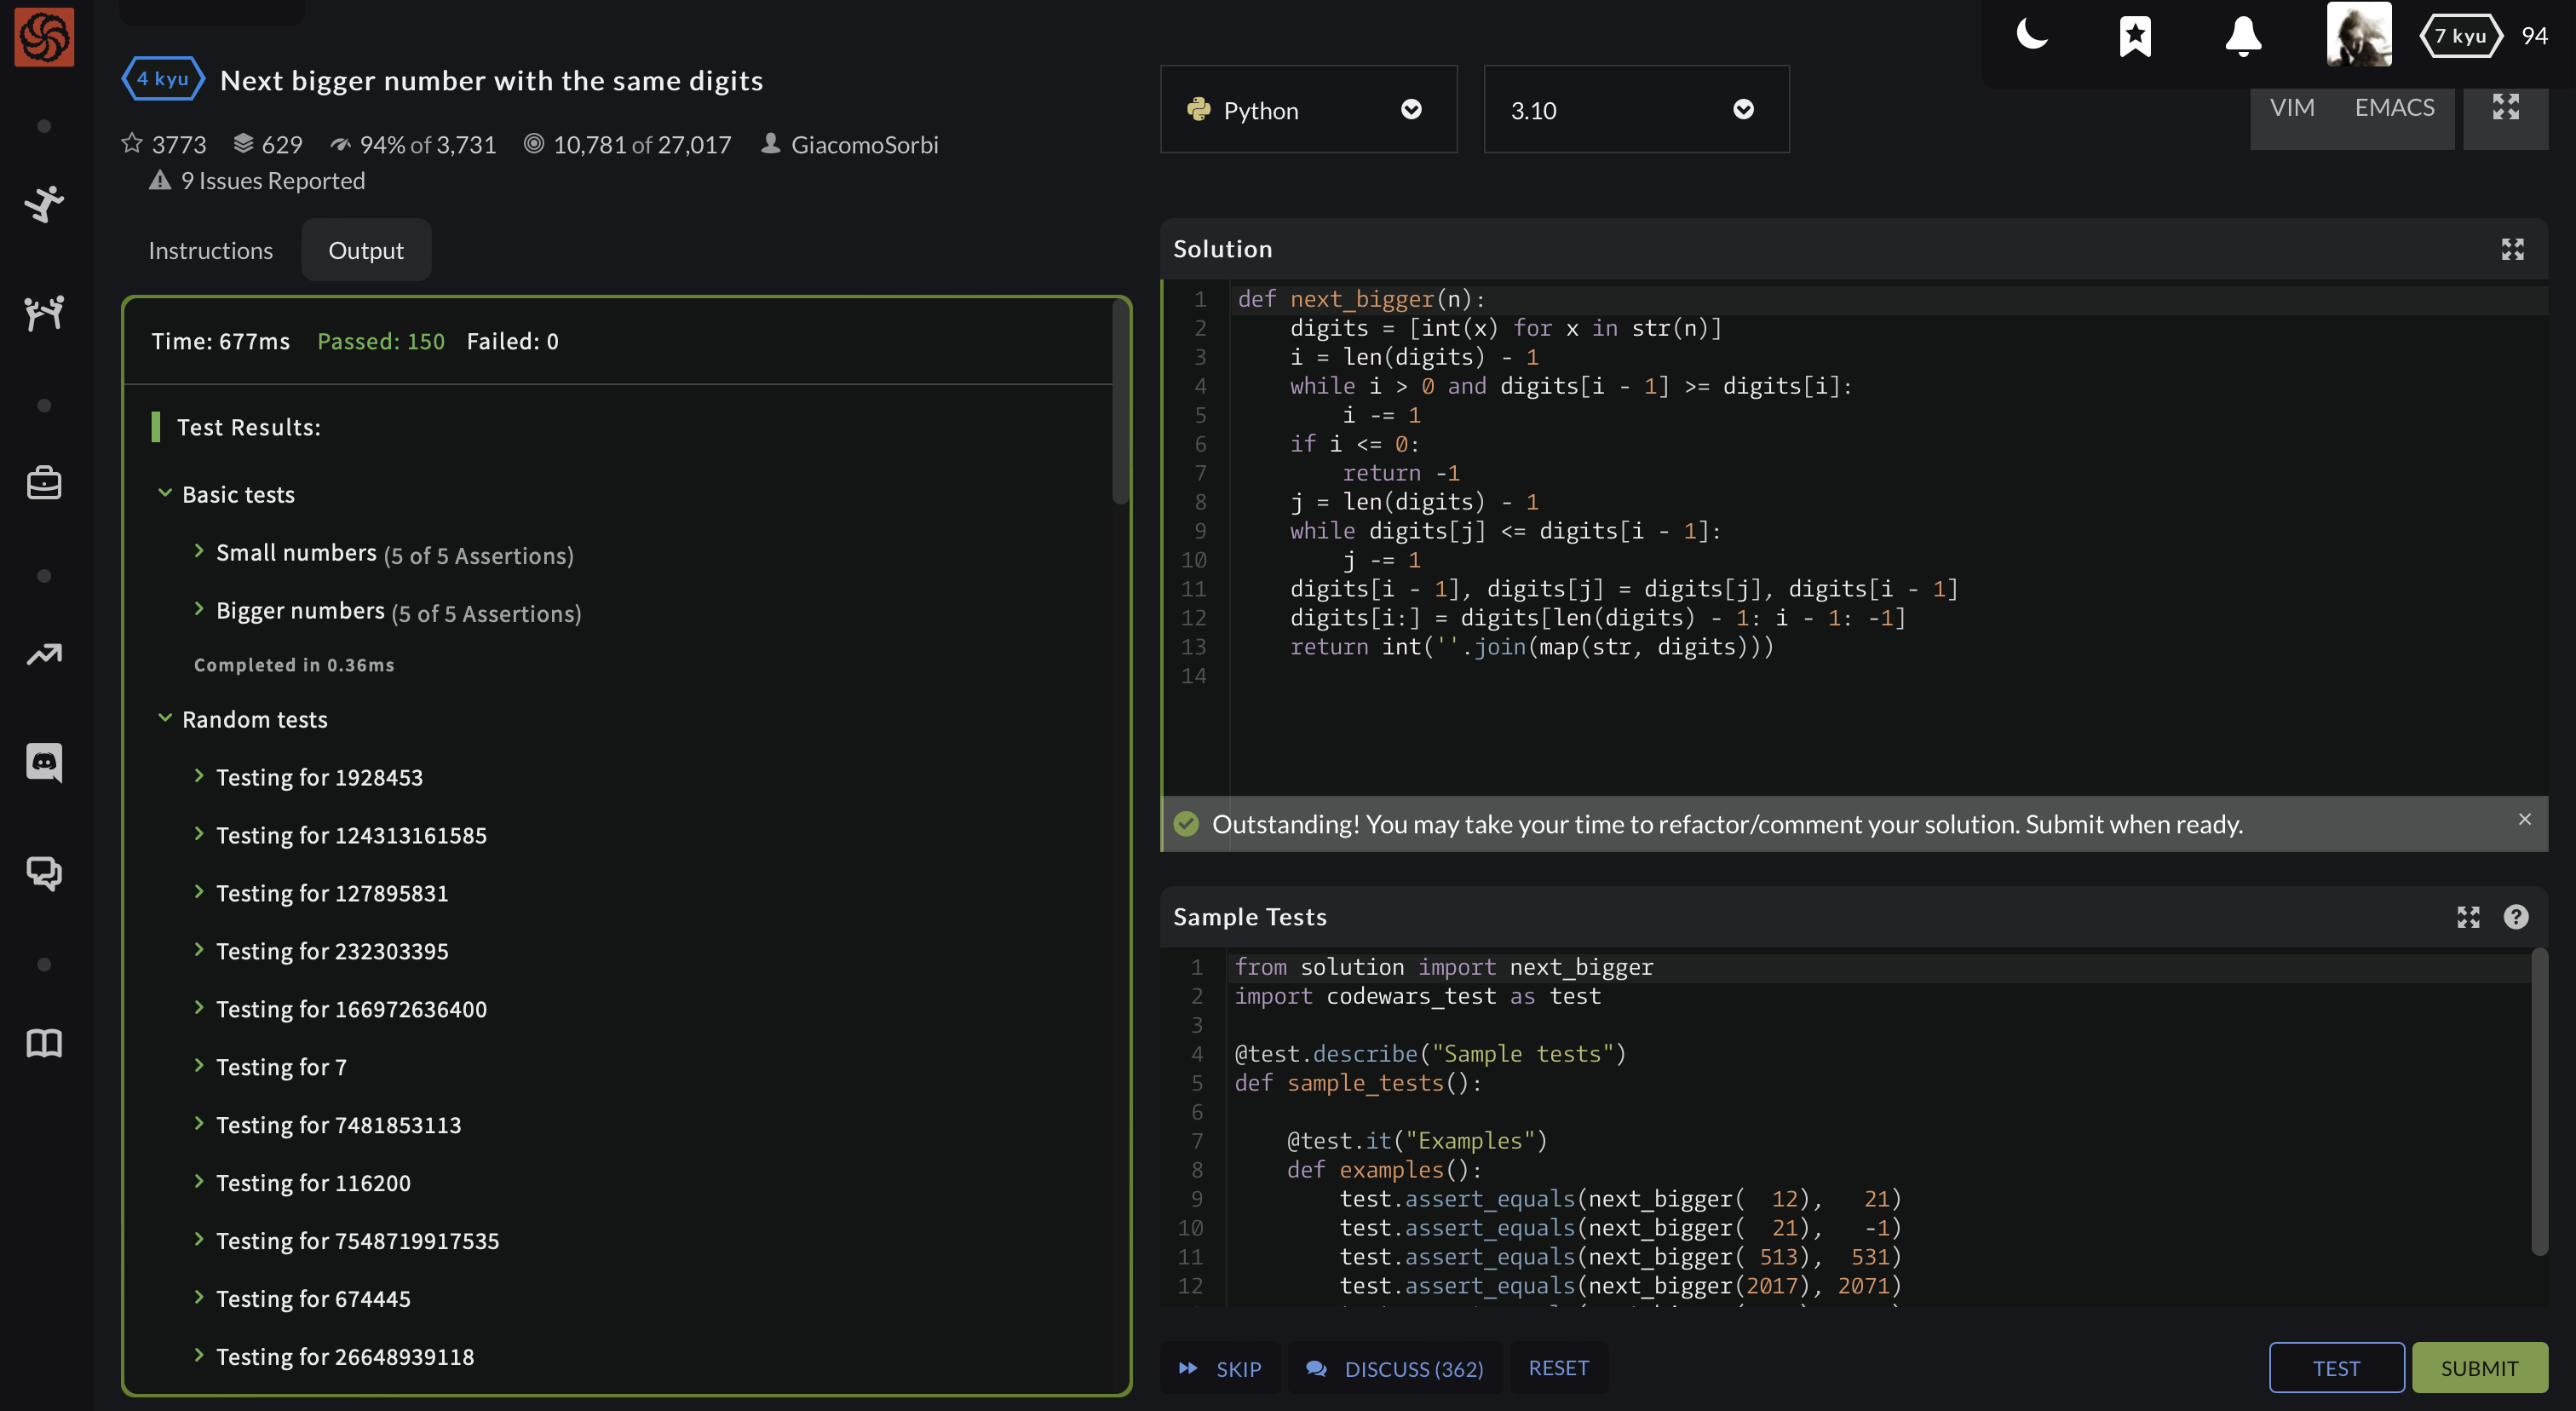 7 kyu 94
4 kyu Next bigger number with the same digits
3773 629 94% of 3,731 10,781 of 27,017 GiacomoSorbi
9 Issues Reported
Python 3.10
VIM EMACS
Instructions Output
Time: 677ms Passed: 150 Failed: 0
Test Results:
Basic tests
Small numbers (5 of 5 Assertions)
Bigger numbers (5 of 5 Assertions)
Completed in 0.36ms
Random tests
Testing for 1928453
Testing for 124313161585
Testing for 127895831
Testing for 232303395
Testing for 166972636400
Testing for 7
Testing for 7481853113
Testing for 116200
Testing for 7548719917535
Testing for 674445
Testing for 26648939118
Solution
1 def next_bigger(n):
2     digits = [int(x) for x in str(n)]
3     i = len(digits) - 1
4     while i > 0 and digits[i - 1] >= digits[i]:
5         i -= 1
6     if i <= 0:
7         return -1
8     j = len(digits) - 1
9     while digits[j] <= digits[i - 1]:
10         j -= 1
11     digits[i - 1], digits[j] = digits[j], digits[i - 1]
12     digits[i:] = digits[len(digits) - 1: i - 1: -1]
13     return int(''.join(map(str, digits)))
14
Outstanding! You may take your time to refactor/comment your solution. Submit when ready.
Sample Tests
1 from solution import next_bigger
2 import codewars_test as test
3
4 @test.describe("Sample tests")
5 def sample_tests():
6
7     @test.it("Examples")
8     def examples():
9         test.assert_equals(next_bigger(  12),   21)
10         test.assert_equals(next_bigger(  21),   -1)
11         test.assert_equals(next_bigger( 513),  531)
12         test.assert_equals(next_bigger(2017), 2071)
SKIP DISCUSS (362) RESET TEST SUBMIT